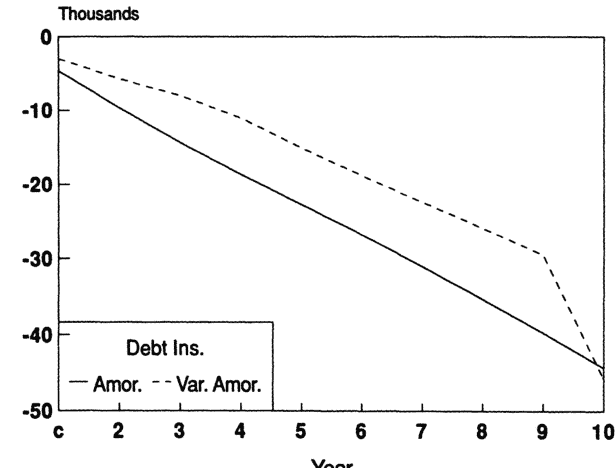 Thousands
0
-10
-20
-30
-40
-50
Debt Ins.
Amor. Var. Amor.
c 2 3 4 5 6 7 8 9 10
Year